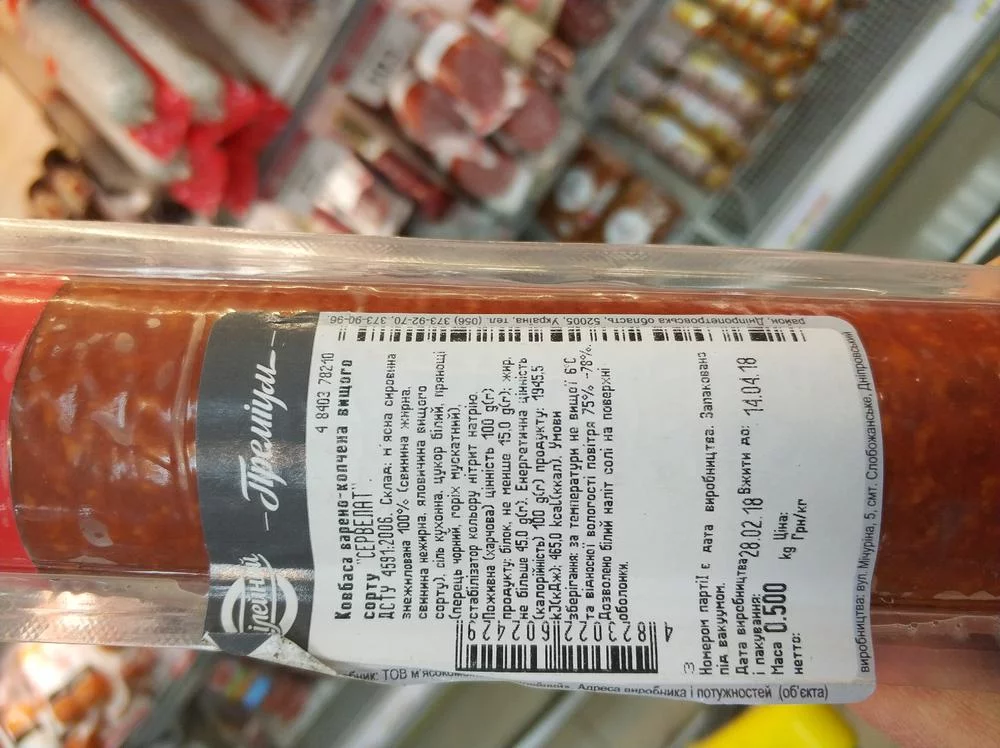 Преміум
4 8403 78210
Ковбаса варено-копчена вищого
сорту "СЕРВЕЛАТ"
ДСТУ 4591:2006. Склад: м'ясна сировина
знежилована 100% (свинина жирна,
свинина нежирна, яловичина вищого
сорту), сіль кухонна, цукор білий, прянощі
(перець чорний, горіх мускатний),
стабілізатор кольору нітрит натрію.
Поживна (харчова) цінність 100 g(г)
продукту: білок, не менше 15.0 g(г); жир,
не більше 45.0 g(г). Енергетична цінність
(калорійність) 100 g(г) продукту: 1945.5
kJ(кДж); 465.0 kcal(ккал). Умови
зберігання: за температури не вищої 6°C
та відносної вологості повітря 75% -78%.
Дозволено білий наліт солі на поверхні
оболонки.
4 823022 602429
3
Номером партії є дата виробництва. Запаковано
під вакумом.
Дата виробництва 28.02.18 Вжити до: 14.04.18
і пакування:
Маса 0.500 kg Ціна:
нетто: Грн/кг
Адреса виробника і потужностей (об'єкта)
виробництва: вул. Мічуріна, 5, смт. Слобожанське, Дніпровський
район, Дніпропетровська область, 52005, Україна, тел. (056) 373-92-70, 373-90-96